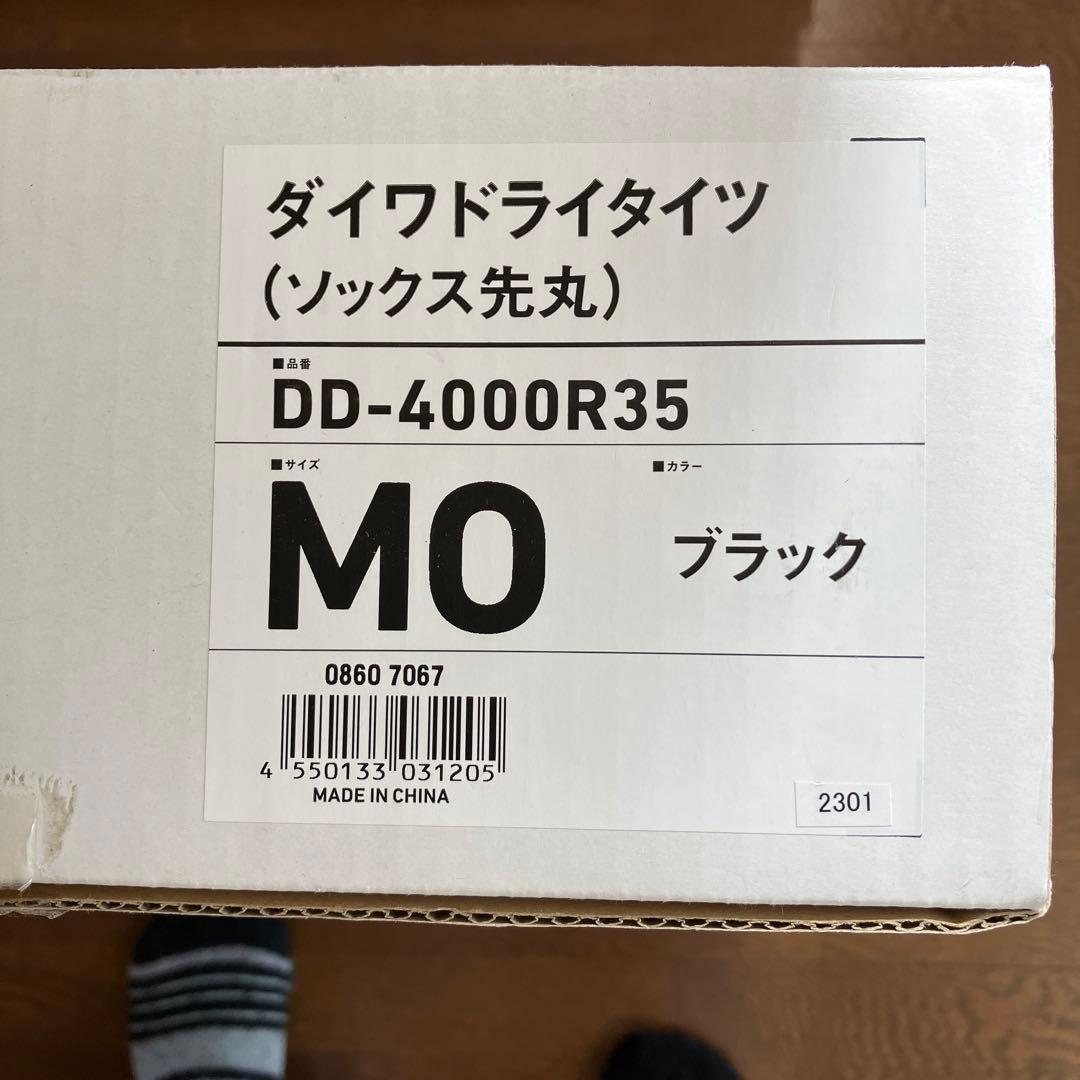 ダイワドライタイツ
(ソックス先丸)
■品番
DD-4000R35
■サイズ
MO
■カラー
ブラック
0860 7067
4 550133 031205
MADE IN CHINA
2301